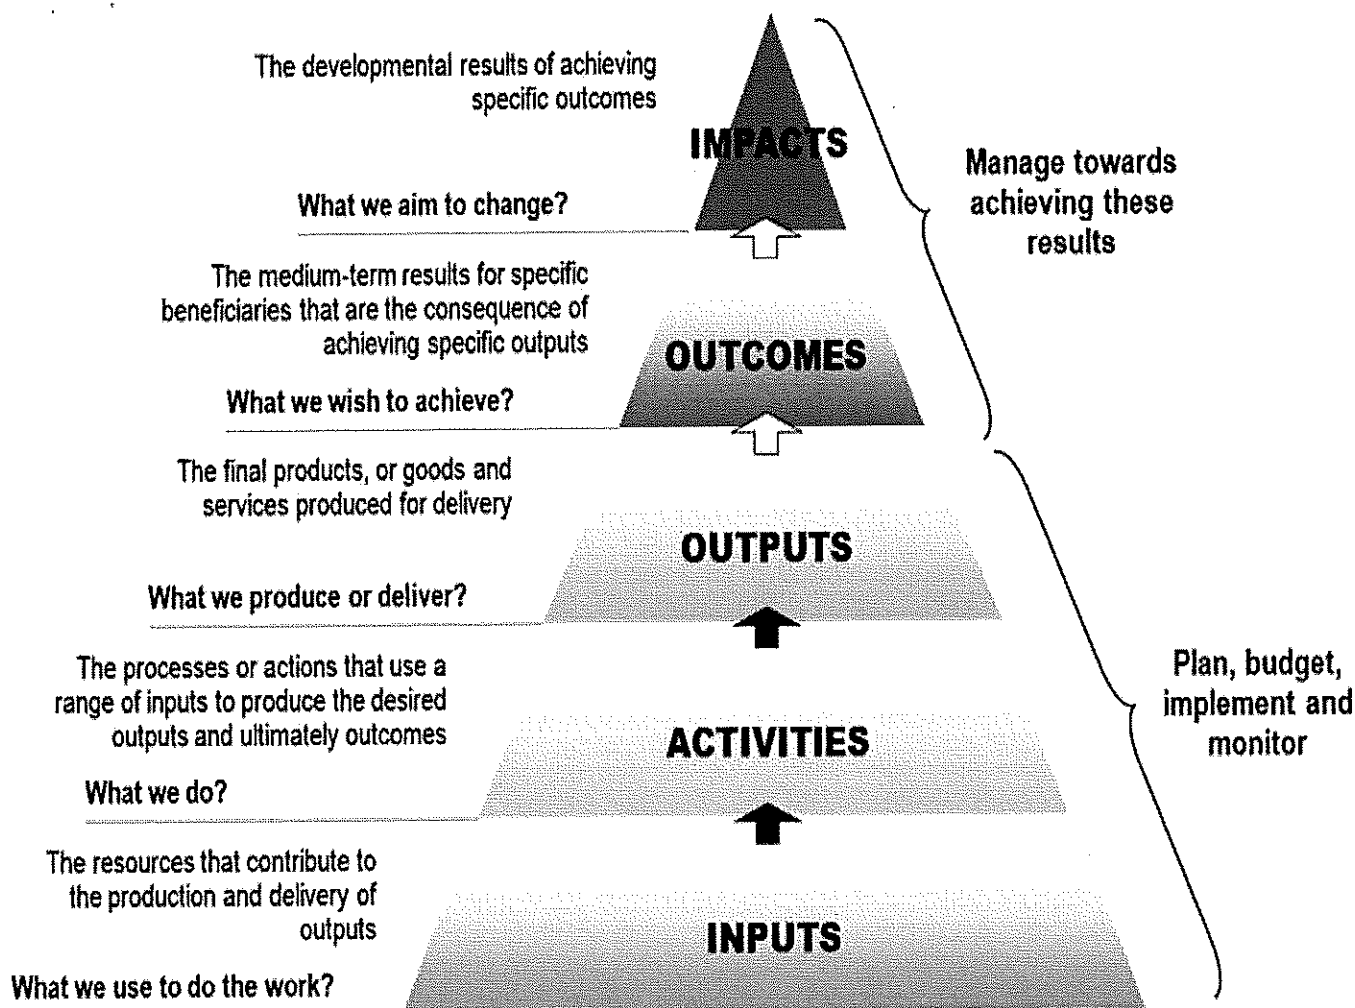 The developmental results of achieving
specific outcomes
IMPACTS
What we aim to change?
Manage towards
achieving these
results
The medium-term results for specific
beneficiaries that are the consequence of
achieving specific outputs
OUTCOMES
What we wish to achieve?
The final products, or goods and
services produced for delivery
OUTPUTS
What we produce or deliver?
The processes or actions that use a
range of inputs to produce the desired
outputs and ultimately outcomes
ACTIVITIES
What we do?
Plan, budget,
implement and
monitor
The resources that contribute to
the production and delivery of
outputs
INPUTS
What we use to do the work?